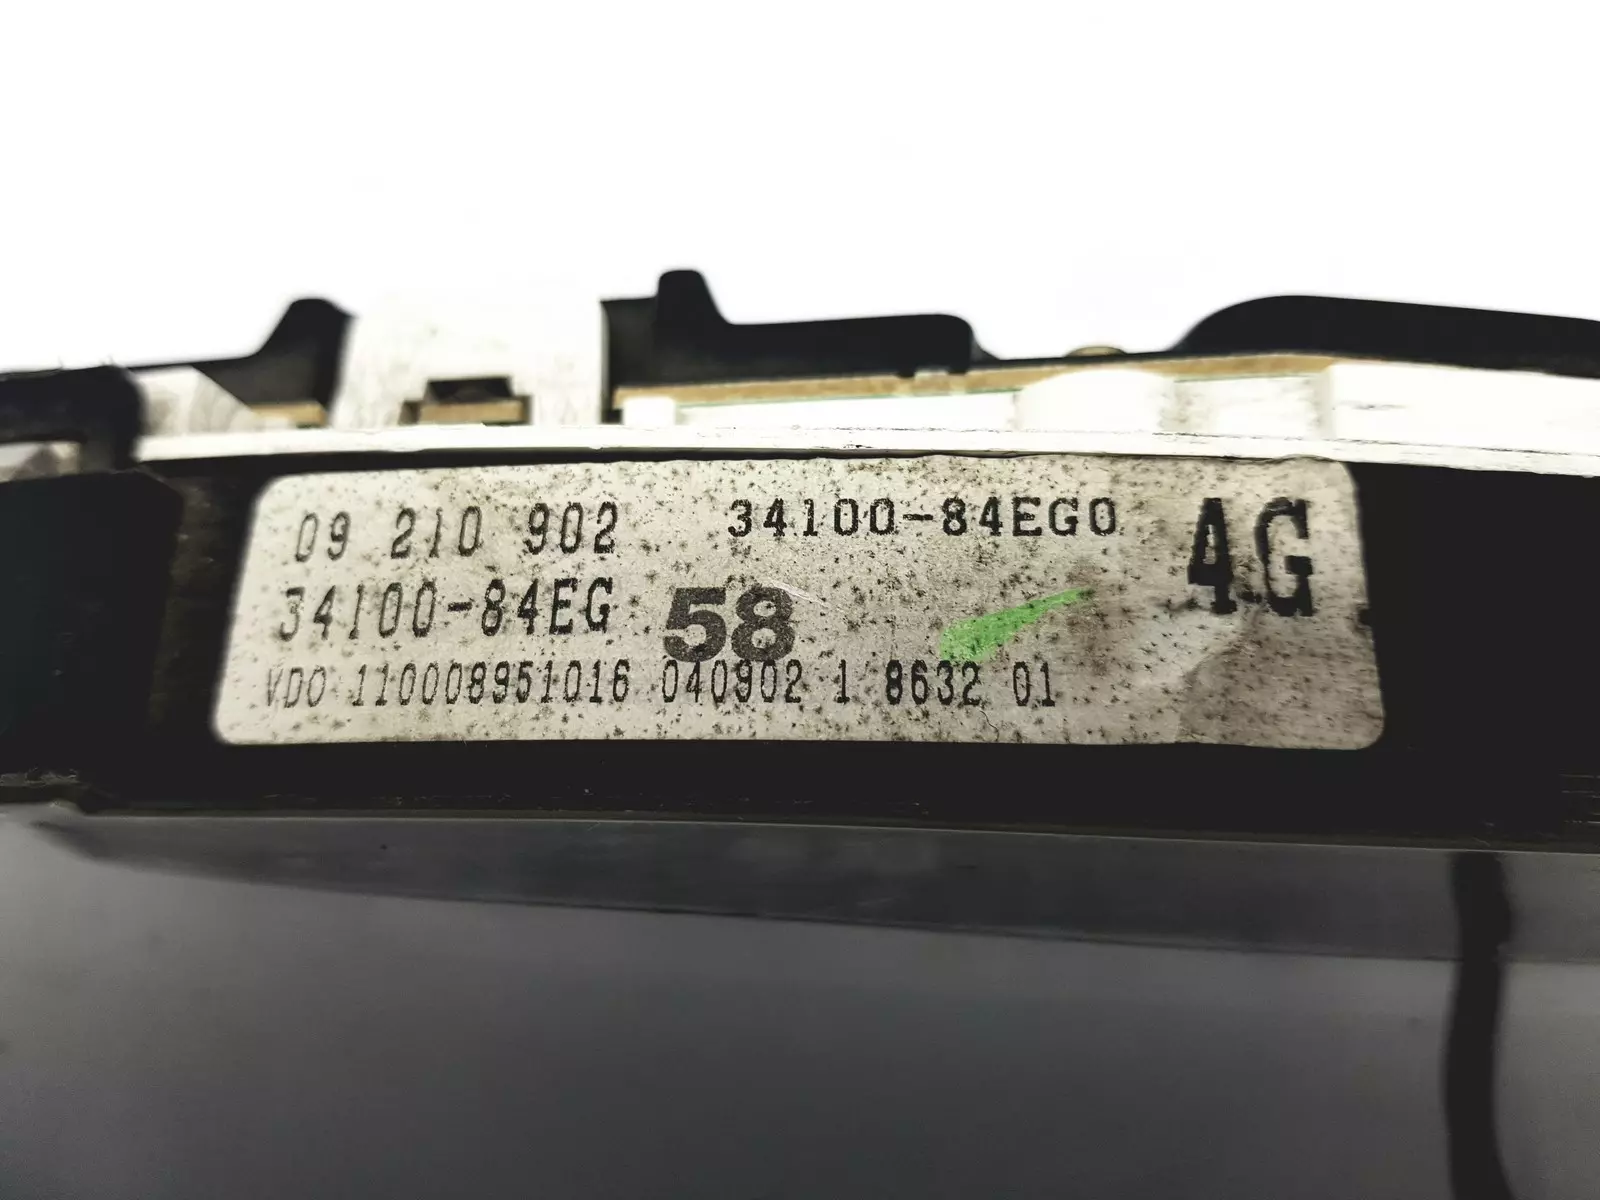 09 210 902 34100-84EG0 4G
34100-84EG 58
VDO 110008951016 040902 1 8632 01